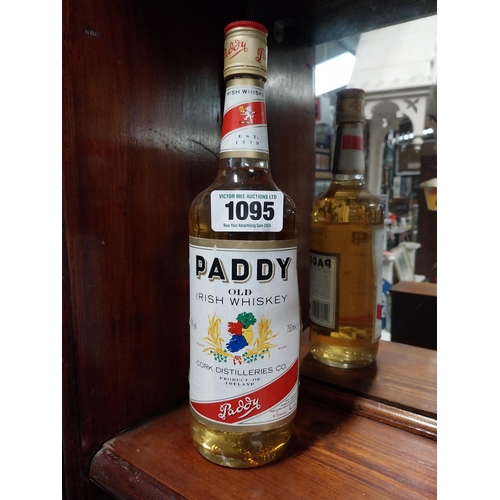 Paddy
IRISH WHISKEY
EST.
1779
VICTOR MEE AUCTIONS LTD
1095
New Year Advertising Sale 2024
PADDY
OLD
IRISH WHISKEY
75cl
CORK DISTILLERIES CO
PRODUCT · OF
IRELAND
Paddy